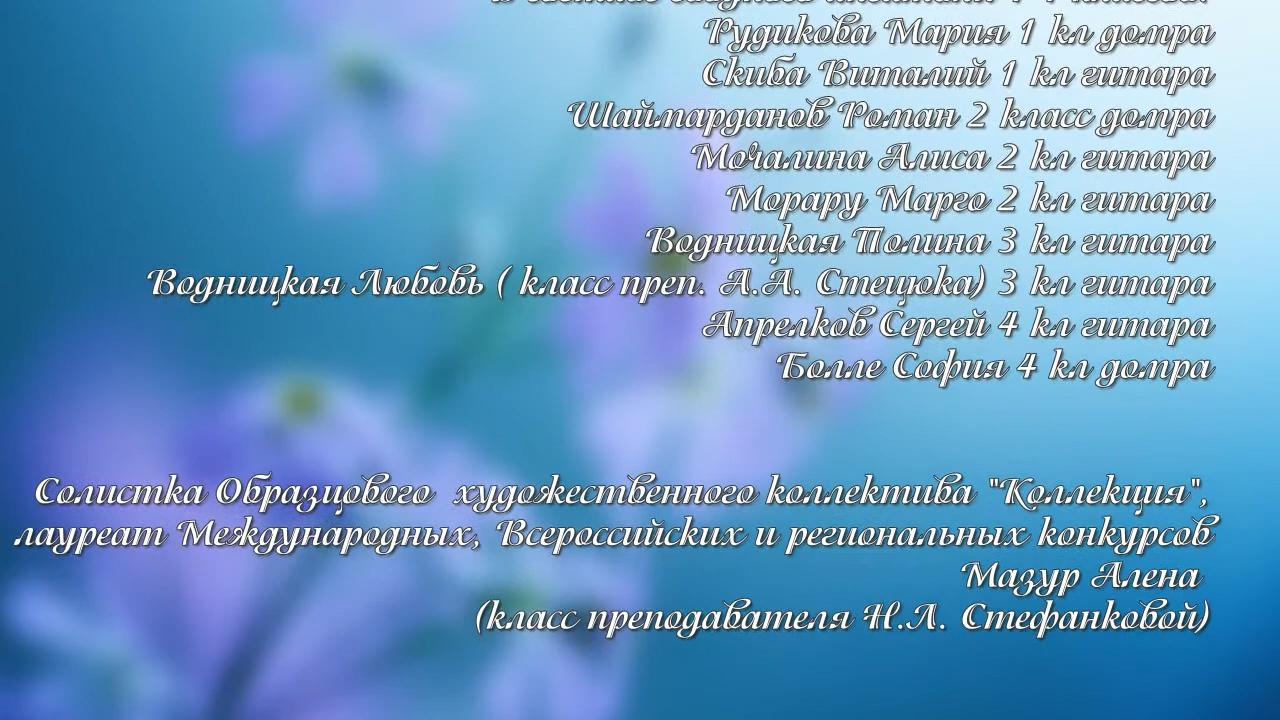 Рудикова Мария 1 кл домра
Скиба Виталий 1 кл гитара
Шаймарданов Роман 2 класс домра
Мочалина Алиса 2 кл гитара
Морару Марго 2 кл гитара
Водницкая Полина 3 кл гитара
Водницкая Любовь ( класс преп. А.А. Стецюка) 3 кл гитара
Апрелков Сергей 4 кл гитара
Болле София 4 кл домра
Солистка Образцового художественного коллектива "Коллекция",
лауреат Международных, Всероссийских и региональных конкурсов
Мазур Алена
(класс преподавателя Н.Л. Стефанковой)